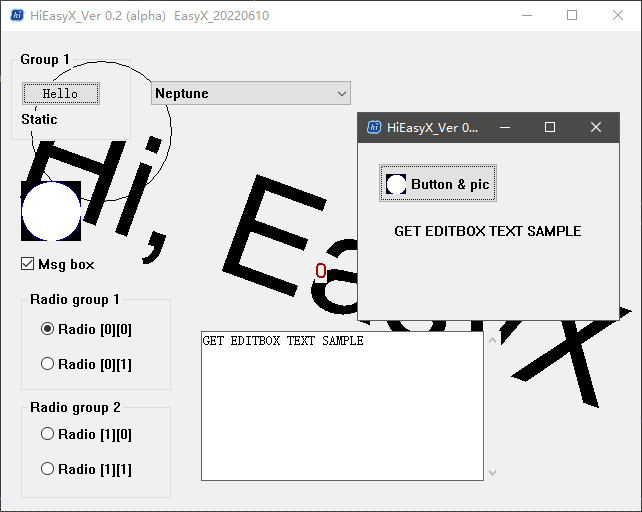 HiEasyX_Ver 0.2 (alpha)  EasyX_20220610
Group 1
Hello
Static
Neptune
Hi, EasyX
0
Msg box
Radio group 1
Radio [0][0]
Radio [0][1]
Radio group 2
Radio [1][0]
Radio [1][1]
GET EDITBOX TEXT SAMPLE
HiEasyX_Ver 0...
Button & pic
GET EDITBOX TEXT SAMPLE